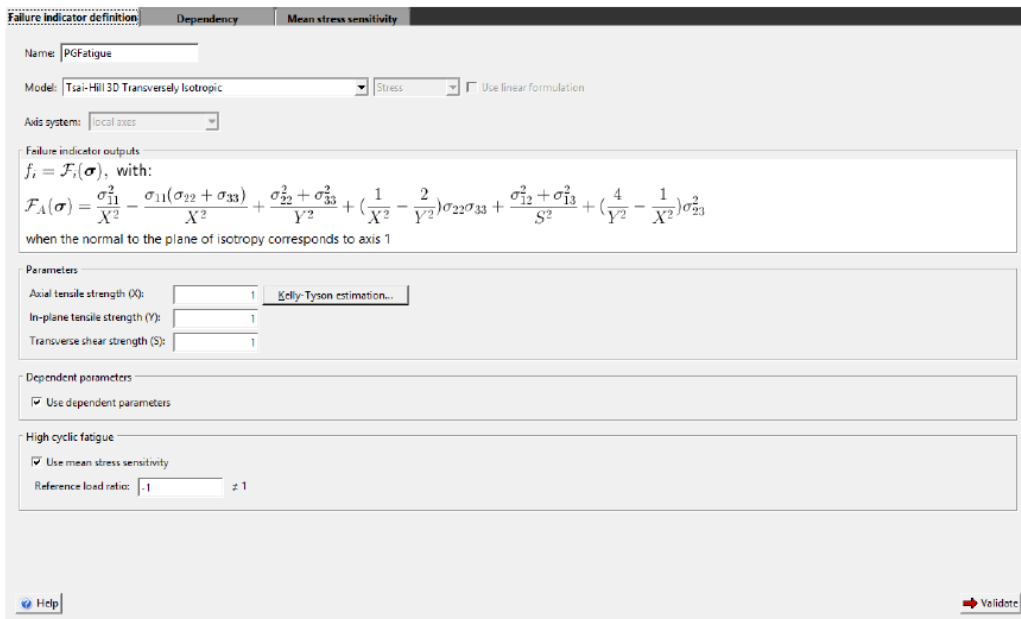 Failure indicator definition Dependency Mean stress sensitivity
Name: PGFatigue
Model: Tsai-Hill 3D Transversely Isotropic Stress Use linear formulation
Axis system: local axes
Failure indicator outputs
f_i = 𝓕_i(σ), with:
𝓕_A(σ) = σ₁₁²/X² − σ₁₁(σ₂₂ + σ₃₃)/X² + (σ₂₂² + σ₃₃²)/Y² + (1/X² − 2/Y²)σ₂₂σ₃₃ + (σ₁₂² + σ₁₃²)/S² + (4/Y² − 1/X²)σ₂₃²
when the normal to the plane of isotropy corresponds to axis 1
Parameters
Axial tensile strength (X): 1 Kelly-Tyson estimation...
In-plane tensile strength (Y): 1
Transverse shear strength (S): 1
Dependent parameters
Use dependent parameters
High cyclic fatigue
Use mean stress sensitivity
Reference load ratio: -1 ≠ 1
Help Validate